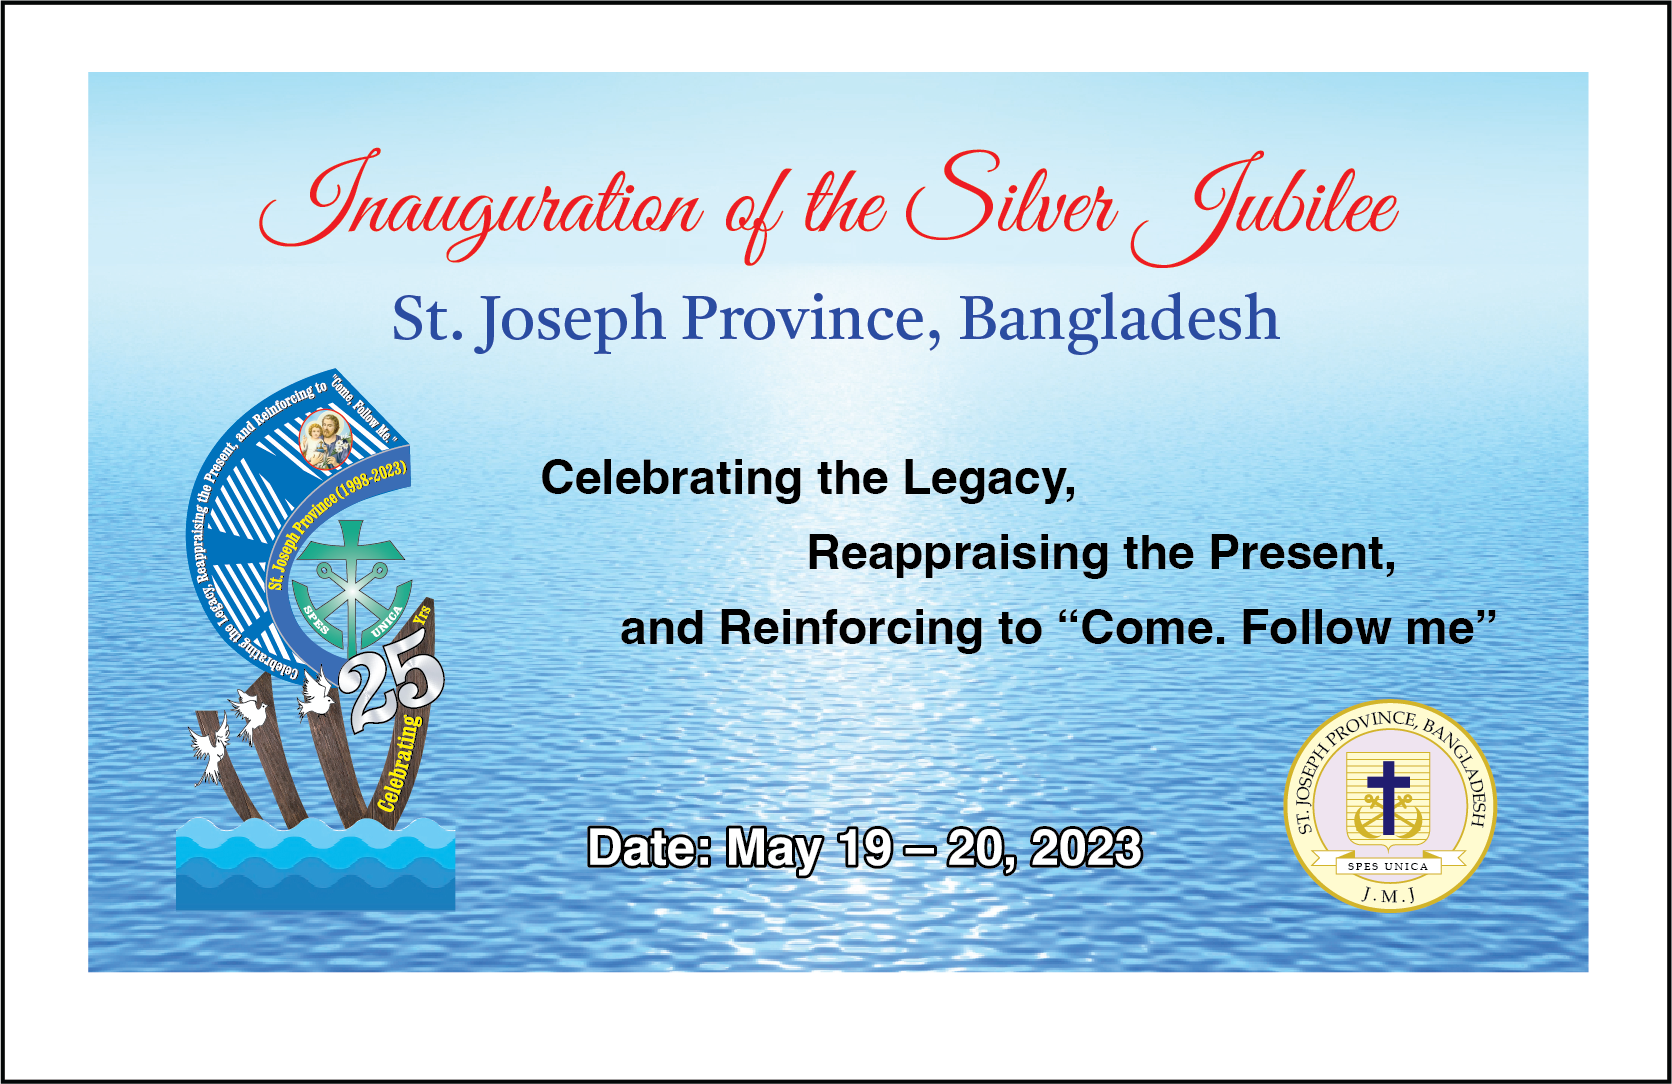 Inauguration of the Silver Jubilee
St. Joseph Province, Bangladesh
Celebrating the Legacy, Reappraising the Present, and Reinforcing to "Come, Follow Me."
St. Joseph Province (1998-2023)
SPES UNICA
25
Celebrating Yrs
Celebrating the Legacy,
Reappraising the Present,
and Reinforcing to “Come. Follow me”
Date: May 19 – 20, 2023
ST. JOSEPH PROVINCE, BANGLADESH
SPES UNICA
J.M.J